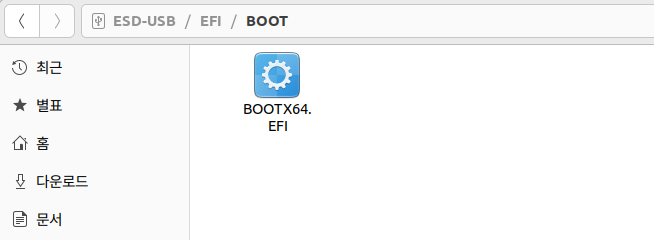 ESD-USB / EFI / BOOT
최근
별표
홈
다운로드
문서
BOOTX64.
EFI